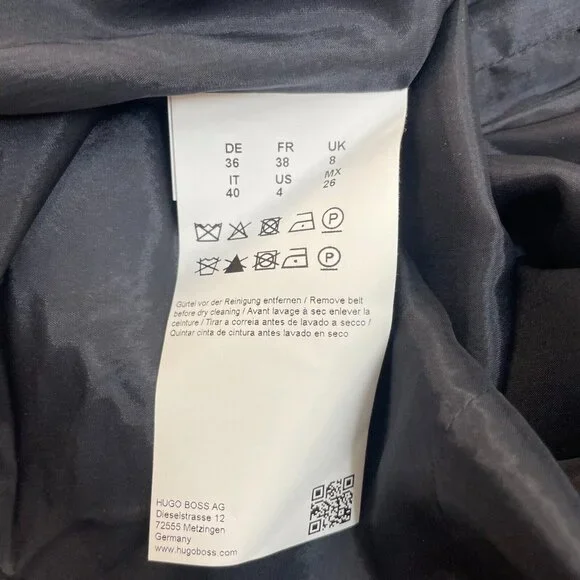 DE FR UK
36 38 8
IT US MX
40 4 26
P
P
Gürtel vor der Reinigung entfernen / Remove belt
before dry cleaning / Avant lavage à sec enlever la
ceinture / Tirar a correia antes de lavado a secco /
Quintar cinta de cintura antes lavado en seco
HUGO BOSS AG
Dieselstrasse 12
72555 Metzingen
Germany
www.hugoboss.com